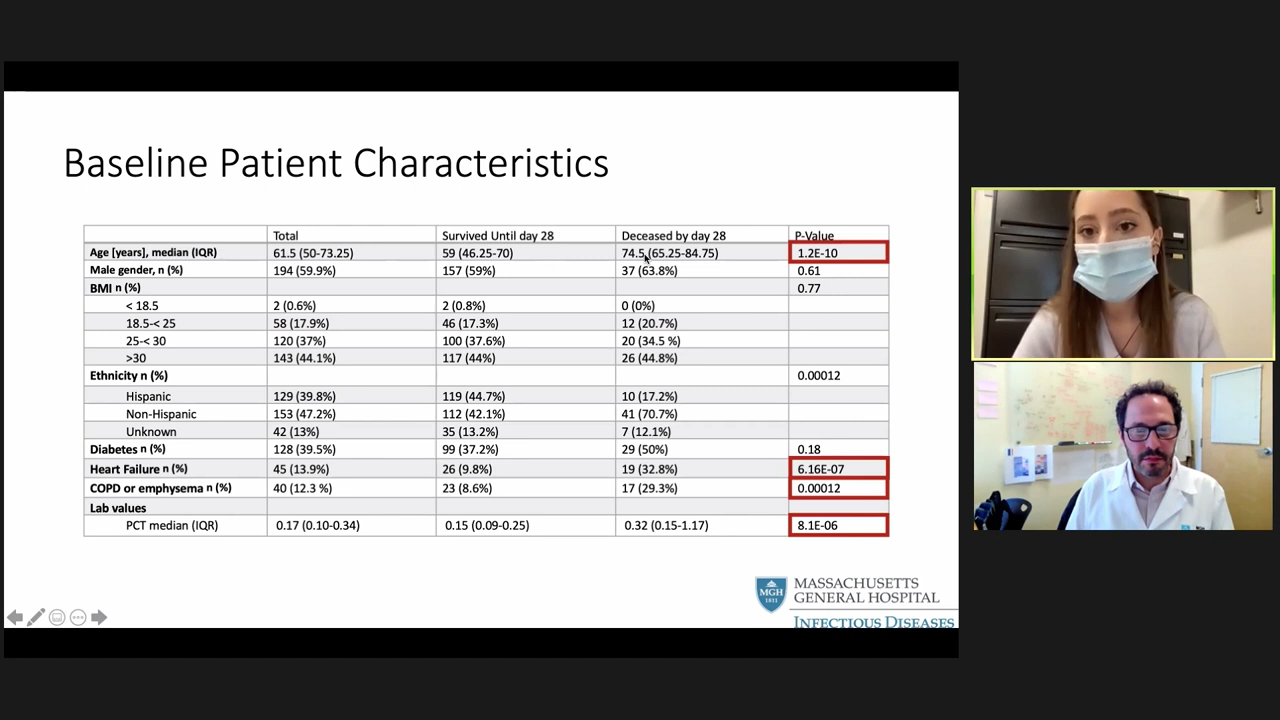 Baseline Patient Characteristics
Total Survived Until day 28 Deceased by day 28 P-Value
Age [years], median (IQR) 61.5 (50-73.25) 59 (46.25-70) 74.5 (65.25-84.75) 1.2E-10
Male gender, n (%) 194 (59.9%) 157 (59%) 37 (63.8%) 0.61
BMI n (%) 0.77
< 18.5 2 (0.6%) 2 (0.8%) 0 (0%)
18.5-< 25 58 (17.9%) 46 (17.3%) 12 (20.7%)
25-< 30 120 (37%) 100 (37.6%) 20 (34.5 %)
>30 143 (44.1%) 117 (44%) 26 (44.8%)
Ethnicity n (%) 0.00012
Hispanic 129 (39.8%) 119 (44.7%) 10 (17.2%)
Non-Hispanic 153 (47.2%) 112 (42.1%) 41 (70.7%)
Unknown 42 (13%) 35 (13.2%) 7 (12.1%)
Diabetes n (%) 128 (39.5%) 99 (37.2%) 29 (50%) 0.18
Heart Failure n (%) 45 (13.9%) 26 (9.8%) 19 (32.8%) 6.16E-07
COPD or emphysema n (%) 40 (12.3 %) 23 (8.6%) 17 (29.3%) 0.00012
Lab values
PCT median (IQR) 0.17 (0.10-0.34) 0.15 (0.09-0.25) 0.32 (0.15-1.17) 8.1E-06
MGH
1811
MASSACHUSETTS
GENERAL HOSPITAL
INFECTIOUS DISEASES